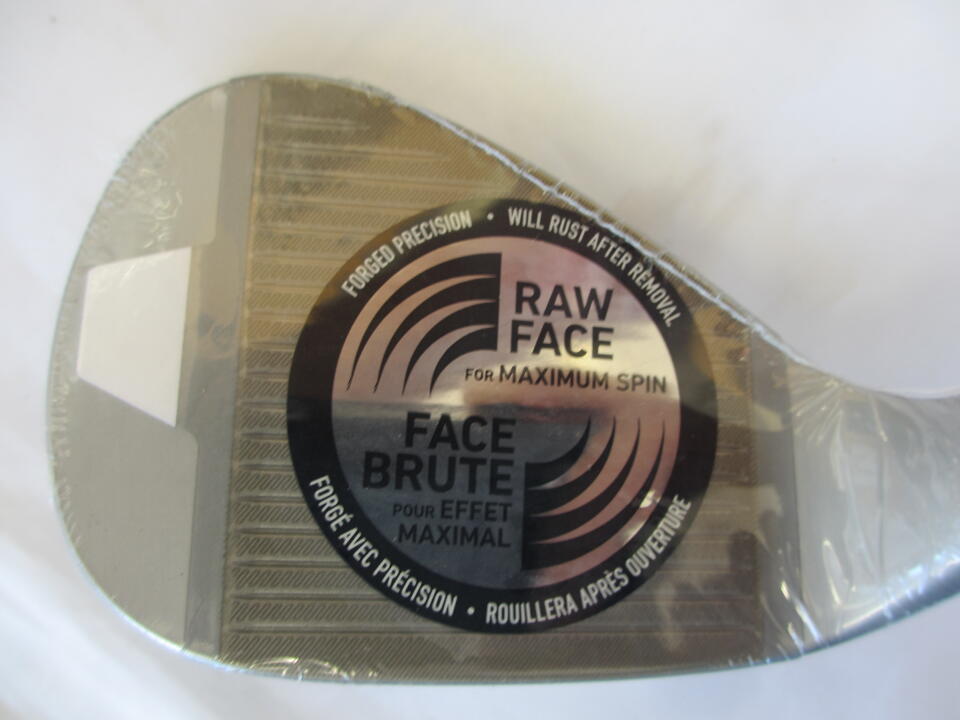 FORGED PRECISION • WILL RUST AFTER REMOVAL
RAW
FACE
FOR MAXIMUM SPIN
FACE
BRUTE
POUR EFFET
MAXIMAL
FORGÉ AVEC PRÉCISION • ROUILLERA APRÈS OUVERTURE